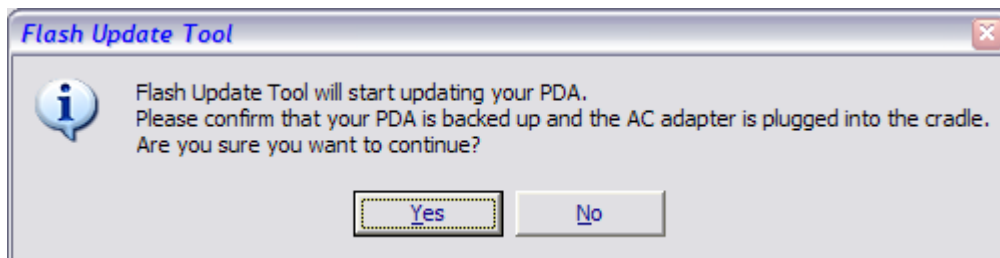 Flash Update Tool
Flash Update Tool will start updating your PDA.
Please confirm that your PDA is backed up and the AC adapter is plugged into the cradle.
Are you sure you want to continue?
Yes No